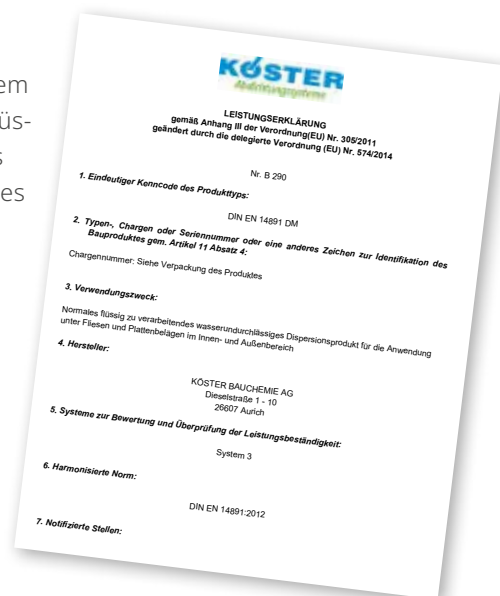 em
üs-
s
es
KÖSTER
Abdichtungssysteme
LEISTUNGSERKLÄRUNG
gemäß Anhang III der Verordnung(EU) Nr. 305/2011
geändert durch die delegierte Verordnung (EU) Nr. 574/2014
Nr. B 290
1. Eindeutiger Kenncode des Produkttyps:
DIN EN 14891 DM
2. Typen-, Chargen oder Seriennummer oder eine anderes Zeichen zur Identifikation des
Bauproduktes gem. Artikel 11 Absatz 4:
Chargennummer: Siehe Verpackung des Produktes
3. Verwendungszweck:
Normales flüssig zu verarbeitendes wasserundurchlässiges Dispersionsprodukt für die Anwendung
unter Fliesen und Plattenbelägen im Innen- und Außenbereich
4. Hersteller:
KÖSTER BAUCHEMIE AG
Dieselstraße 1 - 10
26607 Aurich
5. Systeme zur Bewertung und Überprüfung der Leistungsbeständigkeit:
System 3
6. Harmonisierte Norm:
DIN EN 14891:2012
7. Notifizierte Stellen: